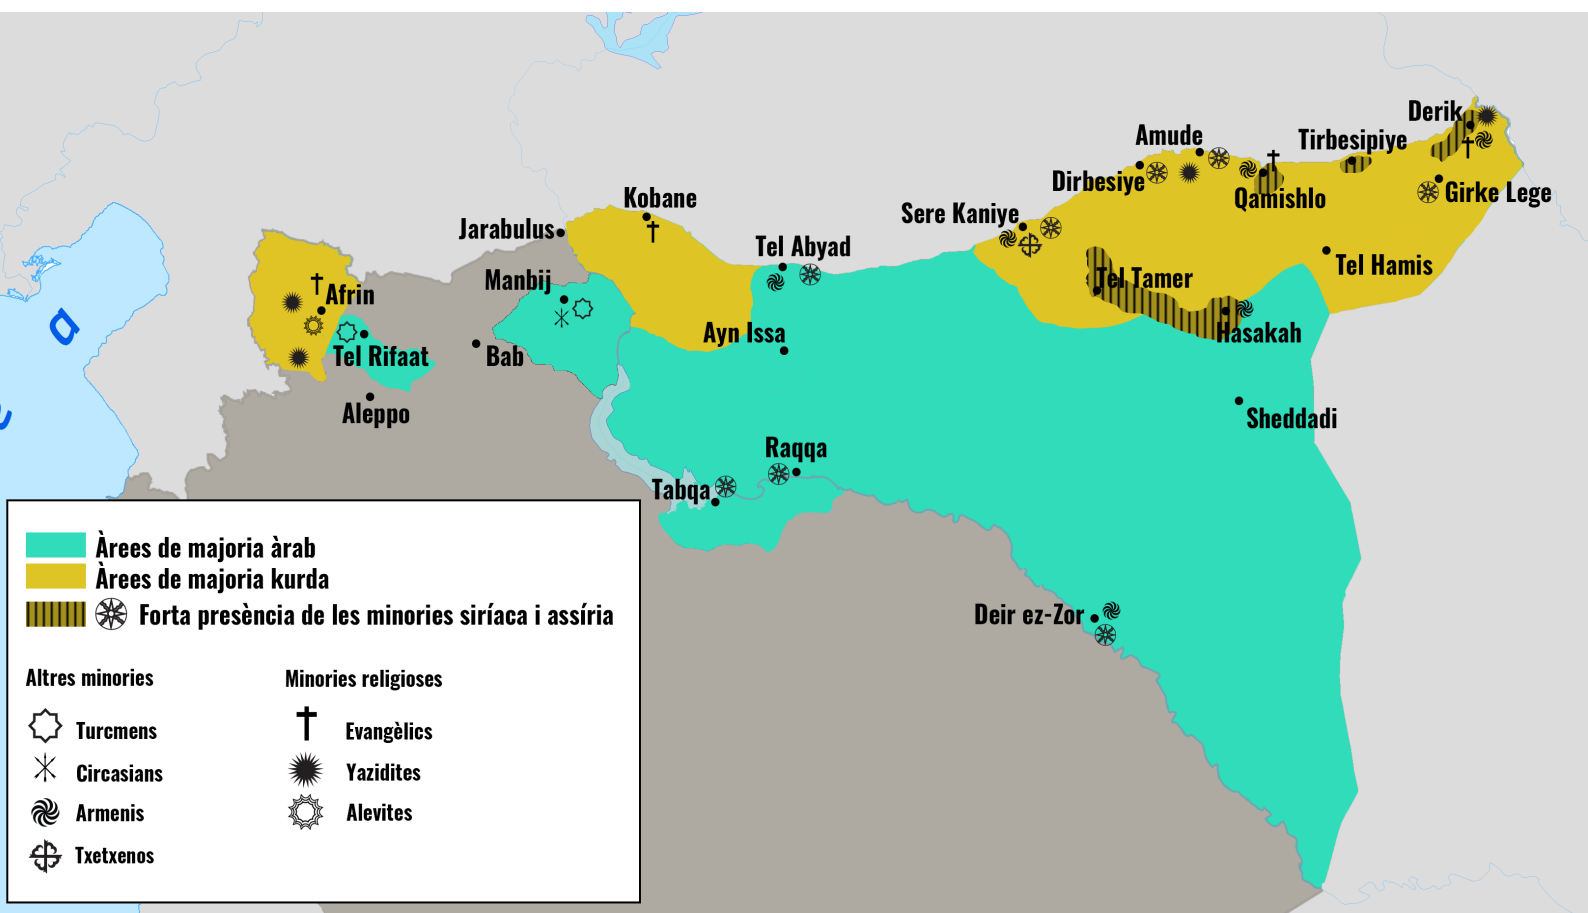 Derik
Amude
Tirbesipiye
Dirbesiye
Qamishlo
Girke Lege
Kobane
Sere Kaniye
Jarabulus
Tel Abyad
Tel Hamis
Manbij
Tel Tamer
Afrin
a
Ayn Issa
Hasakah
Tel Rifaat
Bab
Aleppo
Sheddadi
Raqqa
Tabqa
Deir ez-Zor
Àrees de majoria àrab
Àrees de majoria kurda
Forta presència de les minories siríaca i assíria
Altres minories
Turcmens
Circasians
Armenis
Txetxenos
Minories religioses
Evangèlics
Yazidites
Alevites